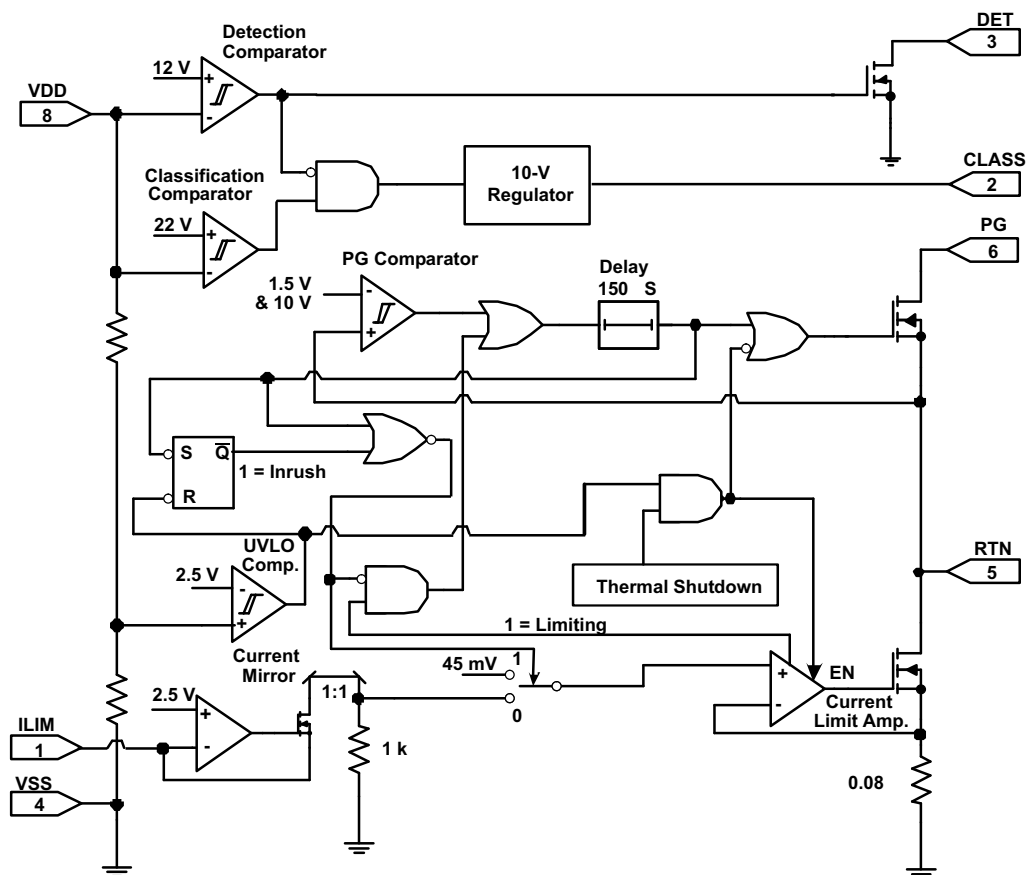 Detection
Comparator
DET
3
12 V
+
-
VDD
8
Classification
Comparator
10-V
Regulator
CLASS
2
22 V
+
-
PG
6
PG Comparator
1.5 V
& 10 V
-
+
Delay
150 S
S
Q̅
R
1 = Inrush
UVLO
Comp.
2.5 V
-
+
Thermal Shutdown
RTN
5
1 = Limiting
Current
Mirror
1:1
45 mV
1
0
+
-
EN
Current
Limit Amp.
2.5 V
+
-
ILIM
1
1 k
VSS
4
0.08